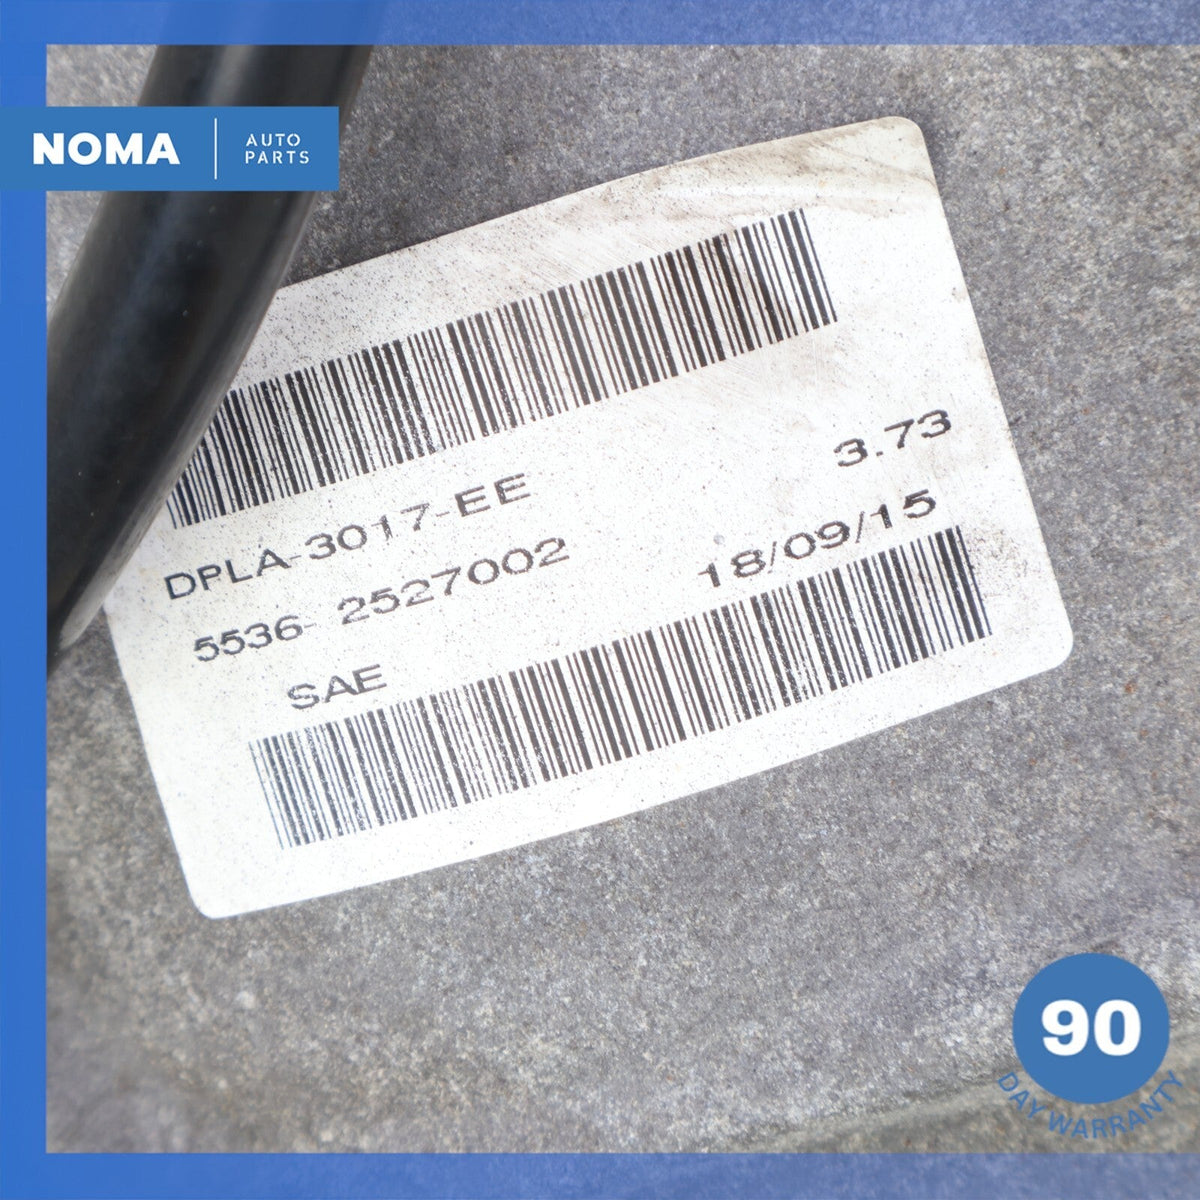 NOMA
AUTO
PARTS
3.73
DPLA-3017-EE
18/09/15
5536- 2527002
SAE
90
DAY WARRANTY